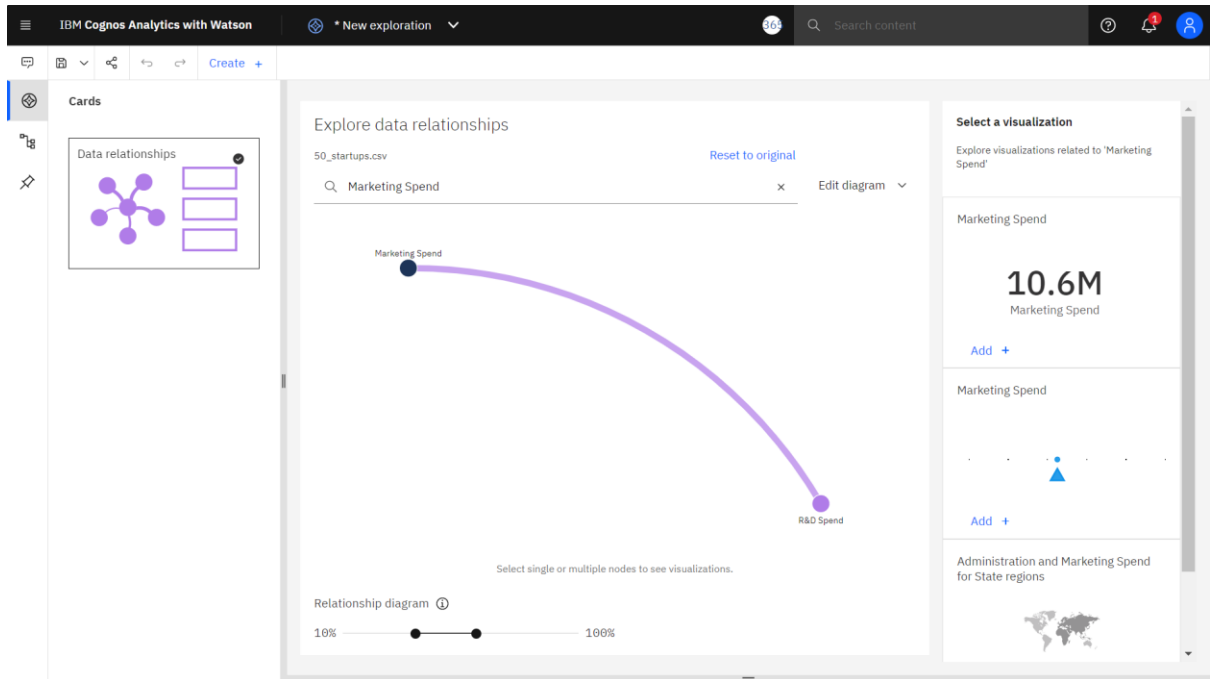 IBM Cognos Analytics with Watson
* New exploration
365
Search content
1
Create +
Cards
Data relationships
Explore data relationships
50_startups.csv
Reset to original
Marketing Spend
Edit diagram
Marketing Spend
R&D Spend
Select single or multiple nodes to see visualizations.
Relationship diagram
10%
100%
Select a visualization
Explore visualizations related to 'Marketing
Spend'
Marketing Spend
10.6M
Marketing Spend
Add +
Marketing Spend
Add +
Administration and Marketing Spend
for State regions